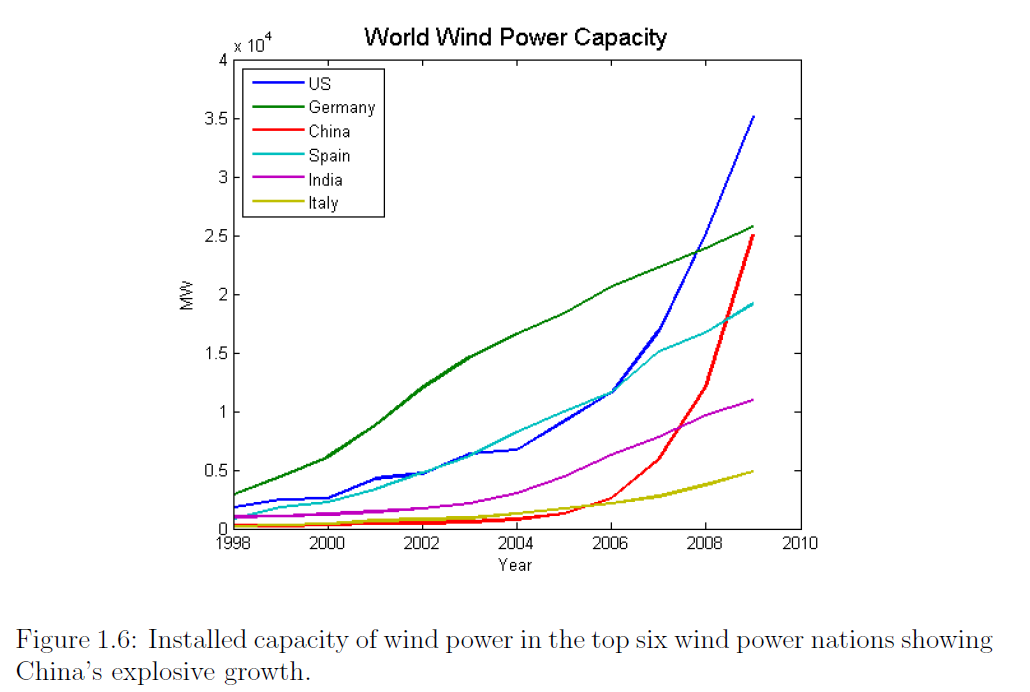 World Wind Power Capacity
x 10^4
4
3.5
3
2.5
2
1.5
1
0.5
0
MW
US
Germany
China
Spain
India
Italy
1998 2000 2002 2004 2006 2008 2010
Year
Figure 1.6: Installed capacity of wind power in the top six wind power nations showing
China's explosive growth.